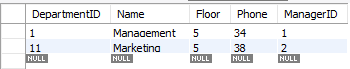 DepartmentID Name Floor Phone ManagerID
1 Management 5 34 1
11 Marketing 5 38 2
NULL NULL NULL NULL NULL